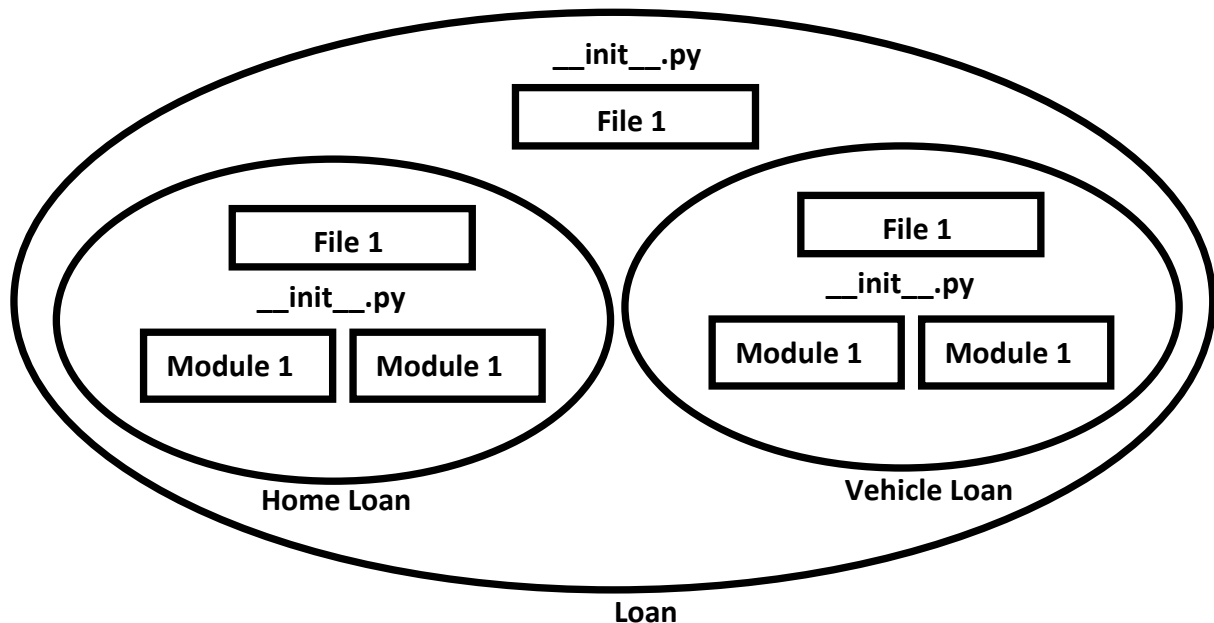 __init__.py
File 1
File 1
__init__.py
Module 1 Module 1
Home Loan
File 1
__init__.py
Module 1 Module 1
Vehicle Loan
Loan